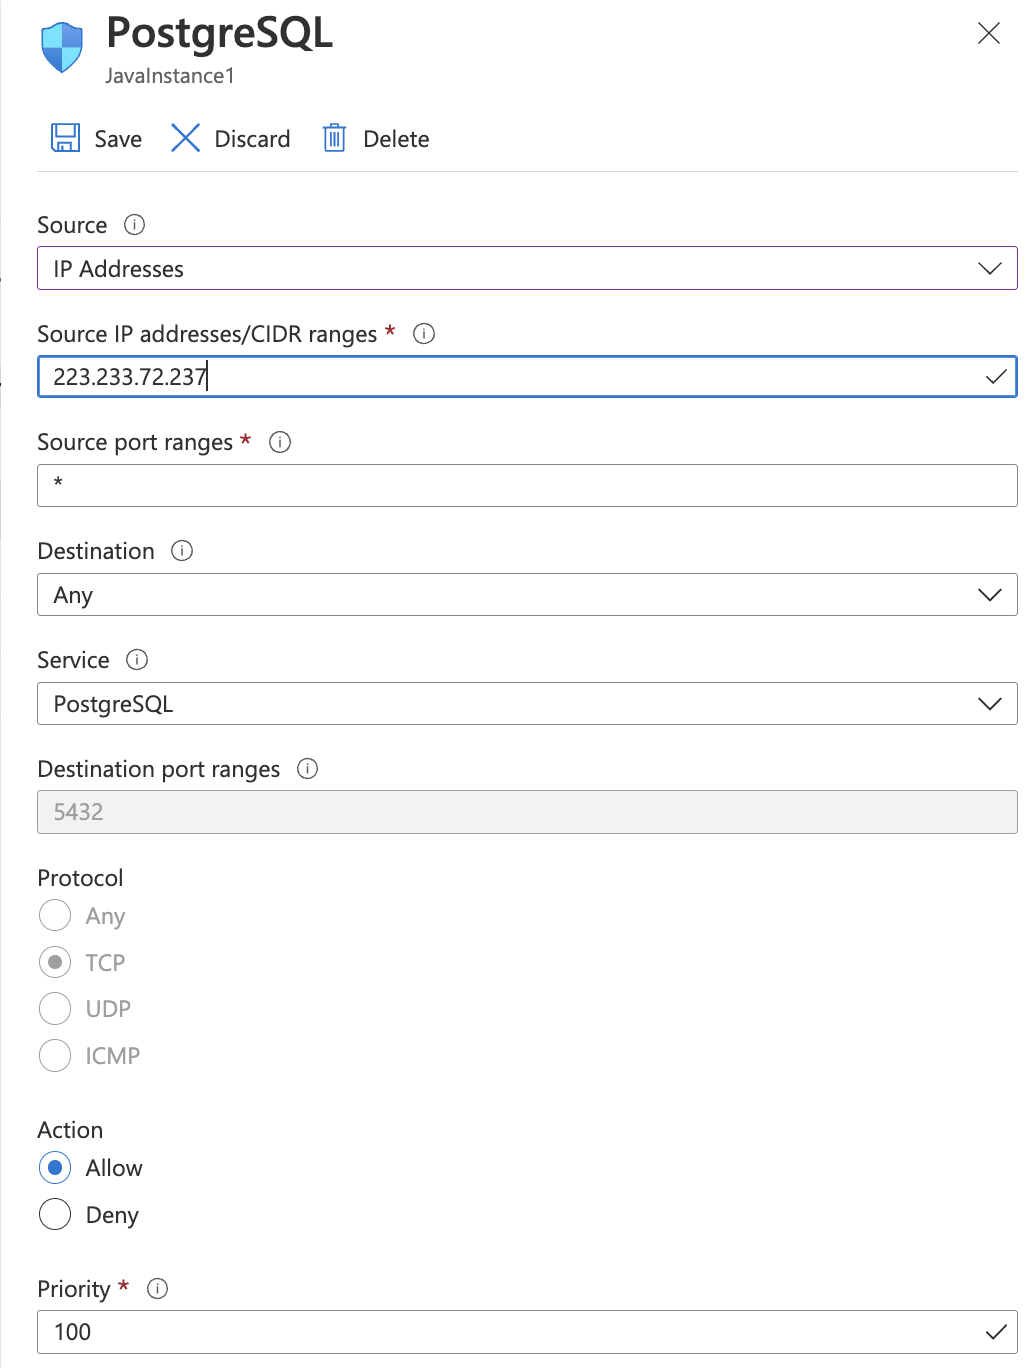 PostgreSQL
JavaInstance1
Save Discard Delete
Source
IP Addresses
Source IP addresses/CIDR ranges *
223.233.72.237
Source port ranges *
*
Destination
Any
Service
PostgreSQL
Destination port ranges
5432
Protocol
Any
TCP
UDP
ICMP
Action
Allow
Deny
Priority *
100